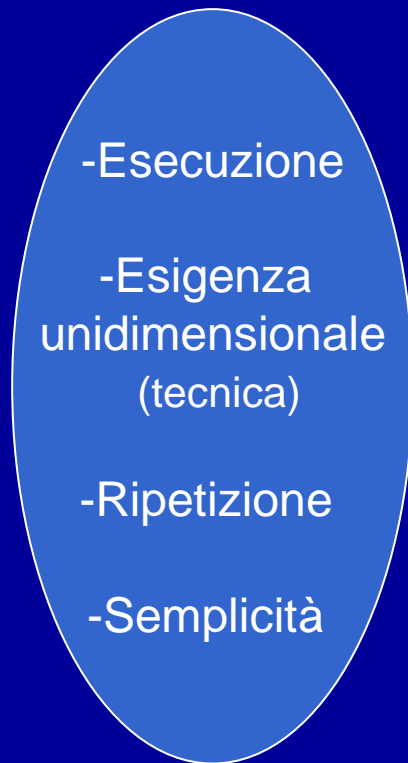 -Esecuzione
-Esigenza
unidimensionale
(tecnica)
-Ripetizione
-Semplicità